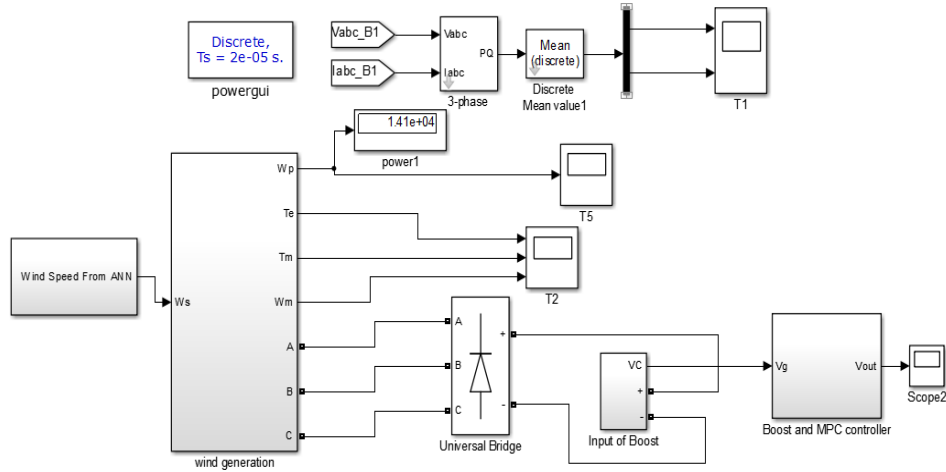 Discrete,
Ts = 2e-05 s.
powergui
Vabc_B1
Iabc_B1
Vabc
Iabc
PQ
3-phase
Mean
(discrete)
Discrete
Mean value1
T1
1.41e+04
power1
T5
Wind Speed From ANN
Ws
Wp
Te
Tm
Wm
A
B
C
wind generation
T2
A
B
C
+
-
Universal Bridge
VC
+
-
Input of Boost
Vg
Vout
Boost and MPC controller
Scope2